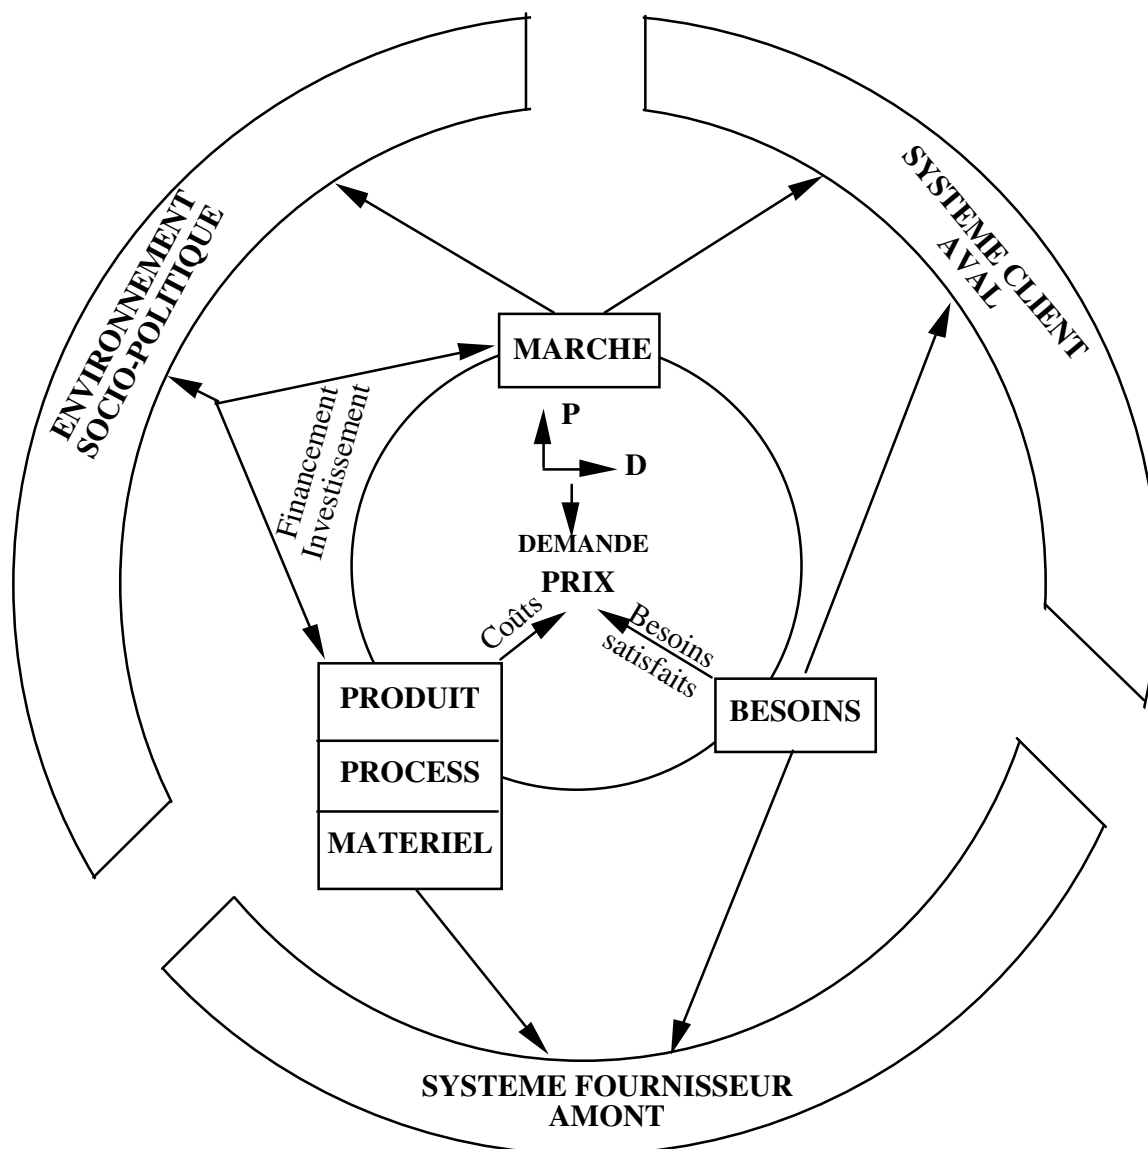 ENVIRONNEMENT
SOCIO-POLITIQUE
SYSTEME CLIENT
AVAL
MARCHE
Financement
Investissement
P
D
DEMANDE
PRIX
Coûts
Besoins
satisfaits
PRODUIT
PROCESS
MATERIEL
BESOINS
SYSTEME FOURNISSEUR
AMONT